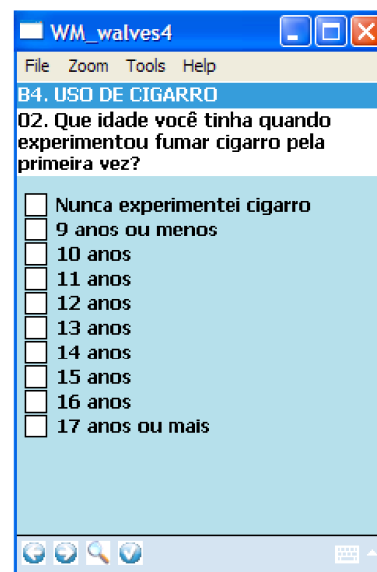 WM_walves4
File Zoom Tools Help
B4. USO DE CIGARRO
02. Que idade você tinha quando
experimentou fumar cigarro pela
primeira vez?
Nunca experimentei cigarro
9 anos ou menos
10 anos
11 anos
12 anos
13 anos
14 anos
15 anos
16 anos
17 anos ou mais